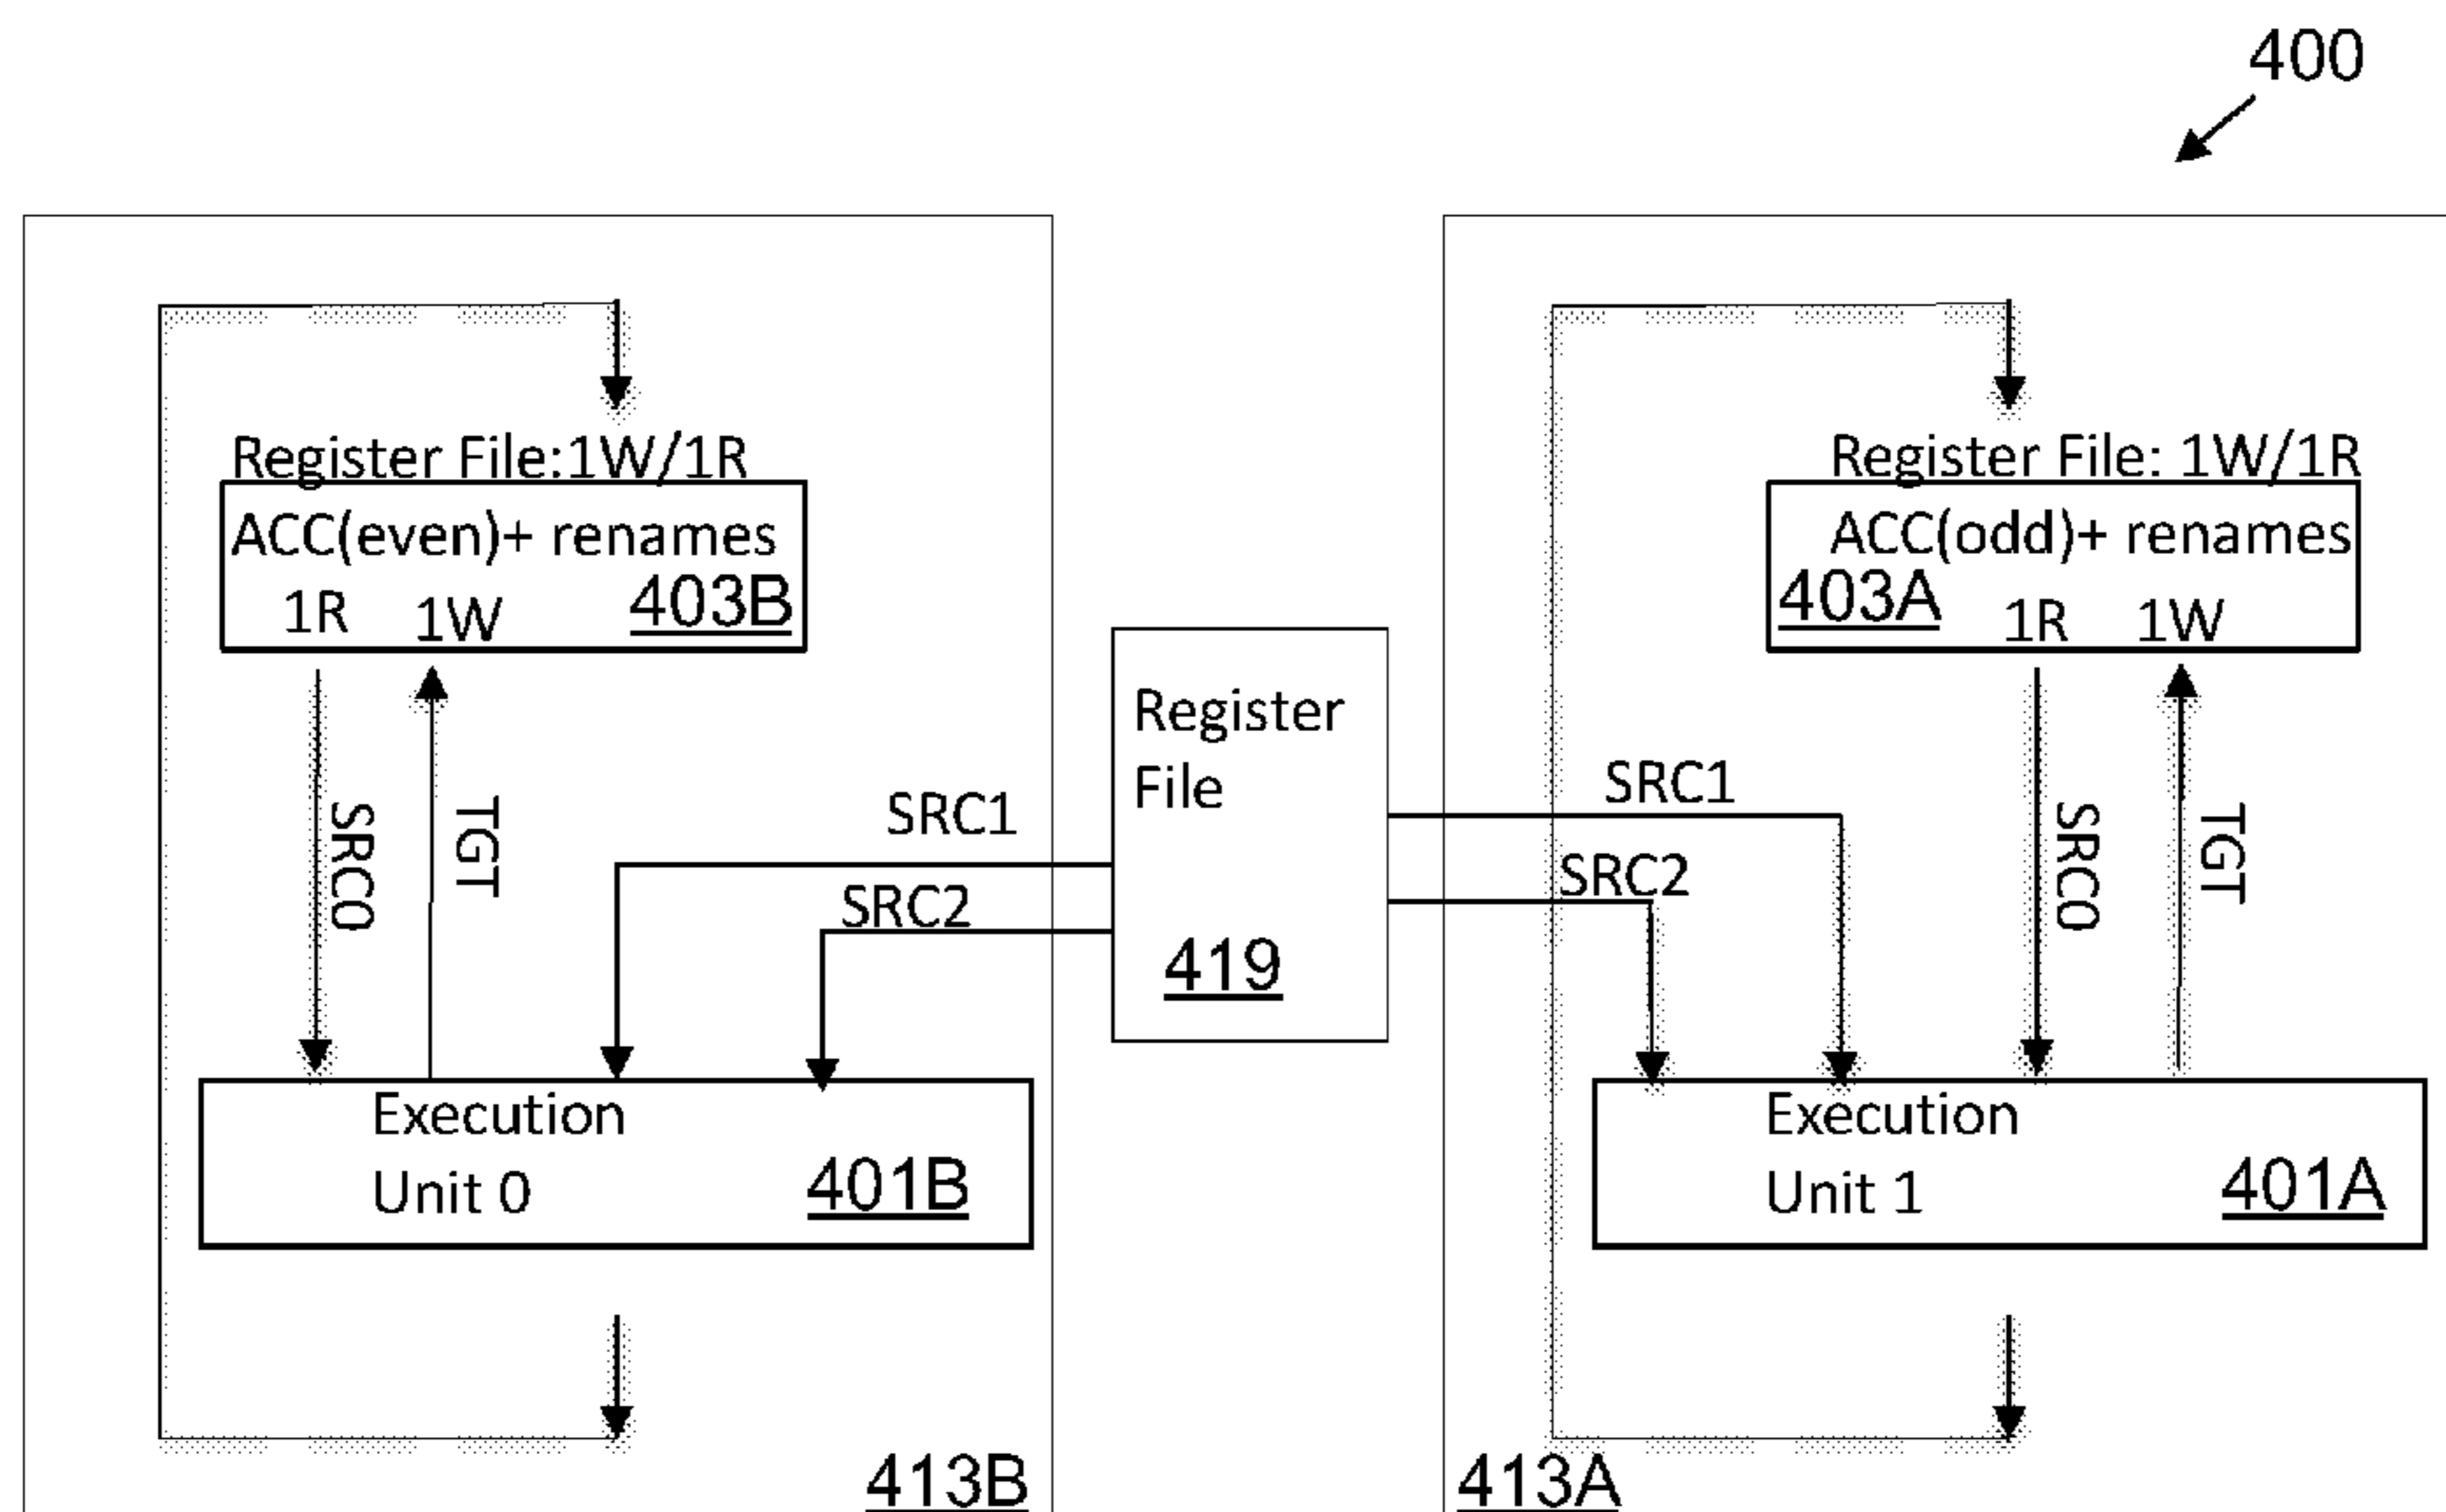 400
Register File:1W/1R
ACC(even)+ renames
403B
1R 1W
SRC0
TGT
SRC1
SRC2
Execution
Unit 0
401B
413B
Register
File
419
Register File: 1W/1R
ACC(odd)+ renames
403A
1R 1W
SRC1
SRC2
SRC0
TGT
Execution
Unit 1
401A
413A